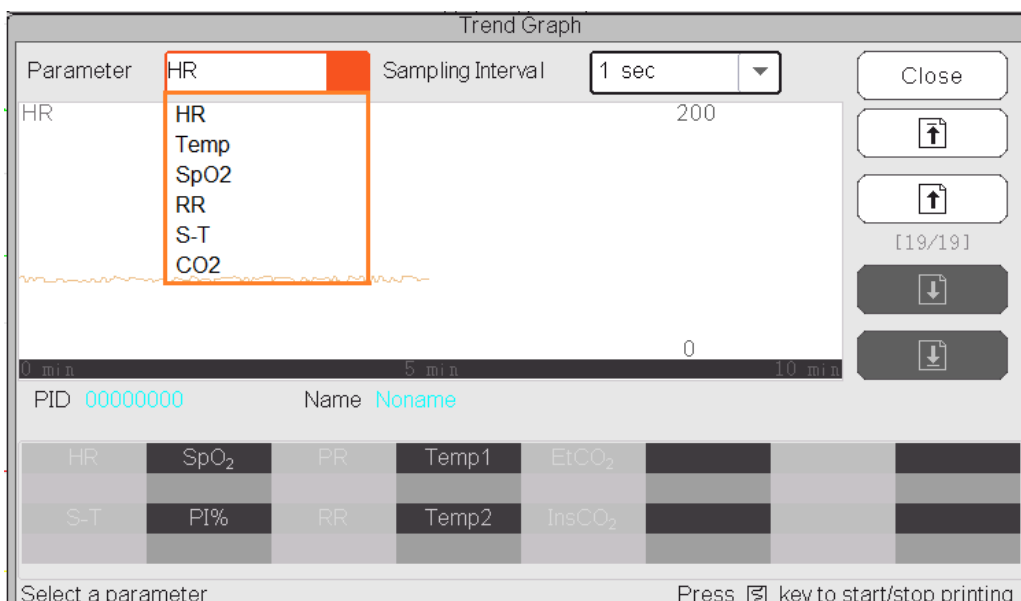 Trend Graph
Parameter HR Sampling Interval 1 sec Close
HR 200
HR
Temp
SpO2
RR
S-T
CO2
[19/19]
0
0 min 5 min 10 min
PID 00000000 Name Noname
HR SpO₂ PR Temp1 EtCO₂
S-T PI% RR Temp2 InsCO₂
Select a parameter Press key to start/stop printing